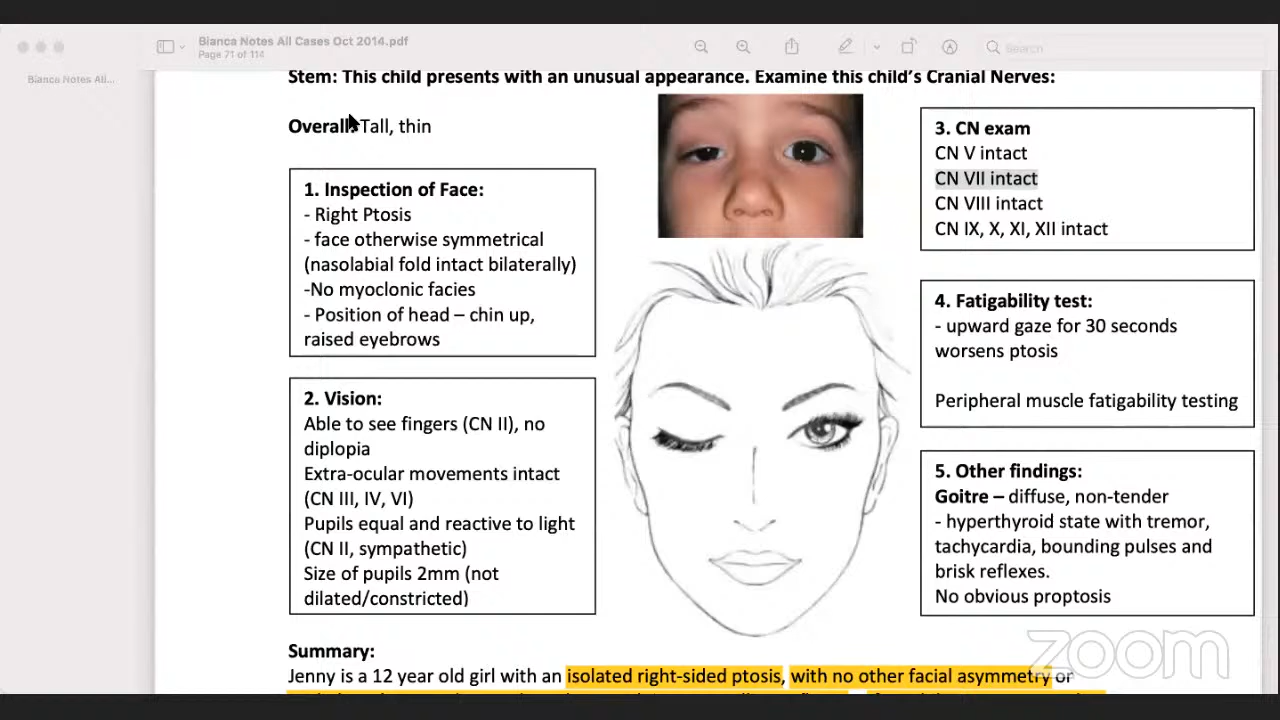 Bianca Notes All Cases Oct 2014.pdf
Page 71 of 114
Search
Bianca Notes All...
Stem: This child presents with an unusual appearance. Examine this child's Cranial Nerves:
Overall: Tall, thin
1. Inspection of Face:
- Right Ptosis
- face otherwise symmetrical
(nasolabial fold intact bilaterally)
-No myoclonic facies
- Position of head – chin up,
raised eyebrows
2. Vision:
Able to see fingers (CN II), no
diplopia
Extra-ocular movements intact
(CN III, IV, VI)
Pupils equal and reactive to light
(CN II, sympathetic)
Size of pupils 2mm (not
dilated/constricted)
3. CN exam
CN V intact
CN VII intact
CN VIII intact
CN IX, X, XI, XII intact
4. Fatigability test:
- upward gaze for 30 seconds
worsens ptosis
Peripheral muscle fatigability testing
5. Other findings:
Goitre – diffuse, non-tender
- hyperthyroid state with tremor,
tachycardia, bounding pulses and
brisk reflexes.
No obvious proptosis
Summary:
Jenny is a 12 year old girl with an isolated right-sided ptosis, with no other facial asymmetry or
zoom